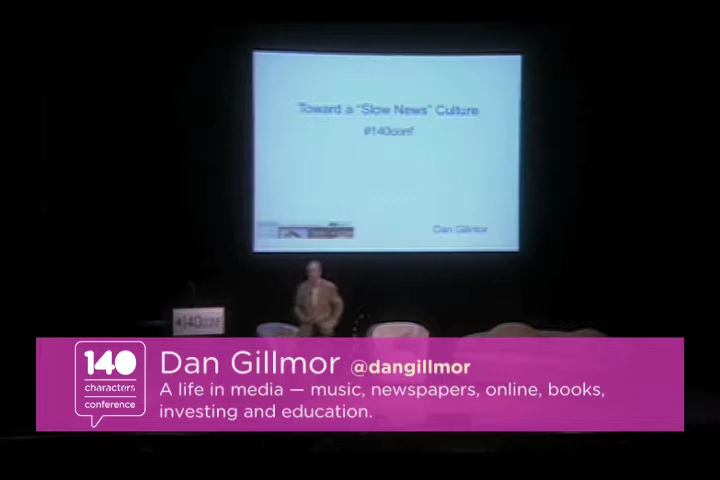 Toward a "Slow News" Culture
#140conf
Dan Gillmor
#140conf
140
characters
conference
Dan Gillmor @dangillmor
A life in media — music, newspapers, online, books,
investing and education.